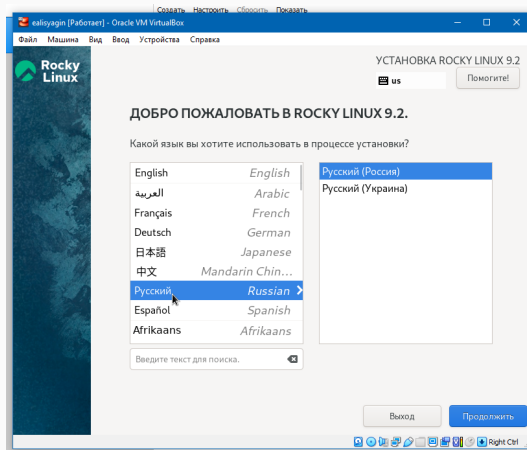 Создать Настроить Сбросить Показать
ealisyagin [Работает] - Oracle VM VirtualBox
Файл Машина Вид Ввод Устройства Справка
Rocky
Linux
УСТАНОВКА ROCKY LINUX 9.2
us
Помогите!
ДОБРО ПОЖАЛОВАТЬ В ROCKY LINUX 9.2.
Какой язык вы хотите использовать в процессе установки?
English English
العربية Arabic
Français French
Deutsch German
日本語 Japanese
中文 Mandarin Chin...
Русский Russian
Español Spanish
Afrikaans Afrikaans
Русский (Россия)
Русский (Украина)
Введите текст для поиска.
Выход
Продолжить
Right Ctrl